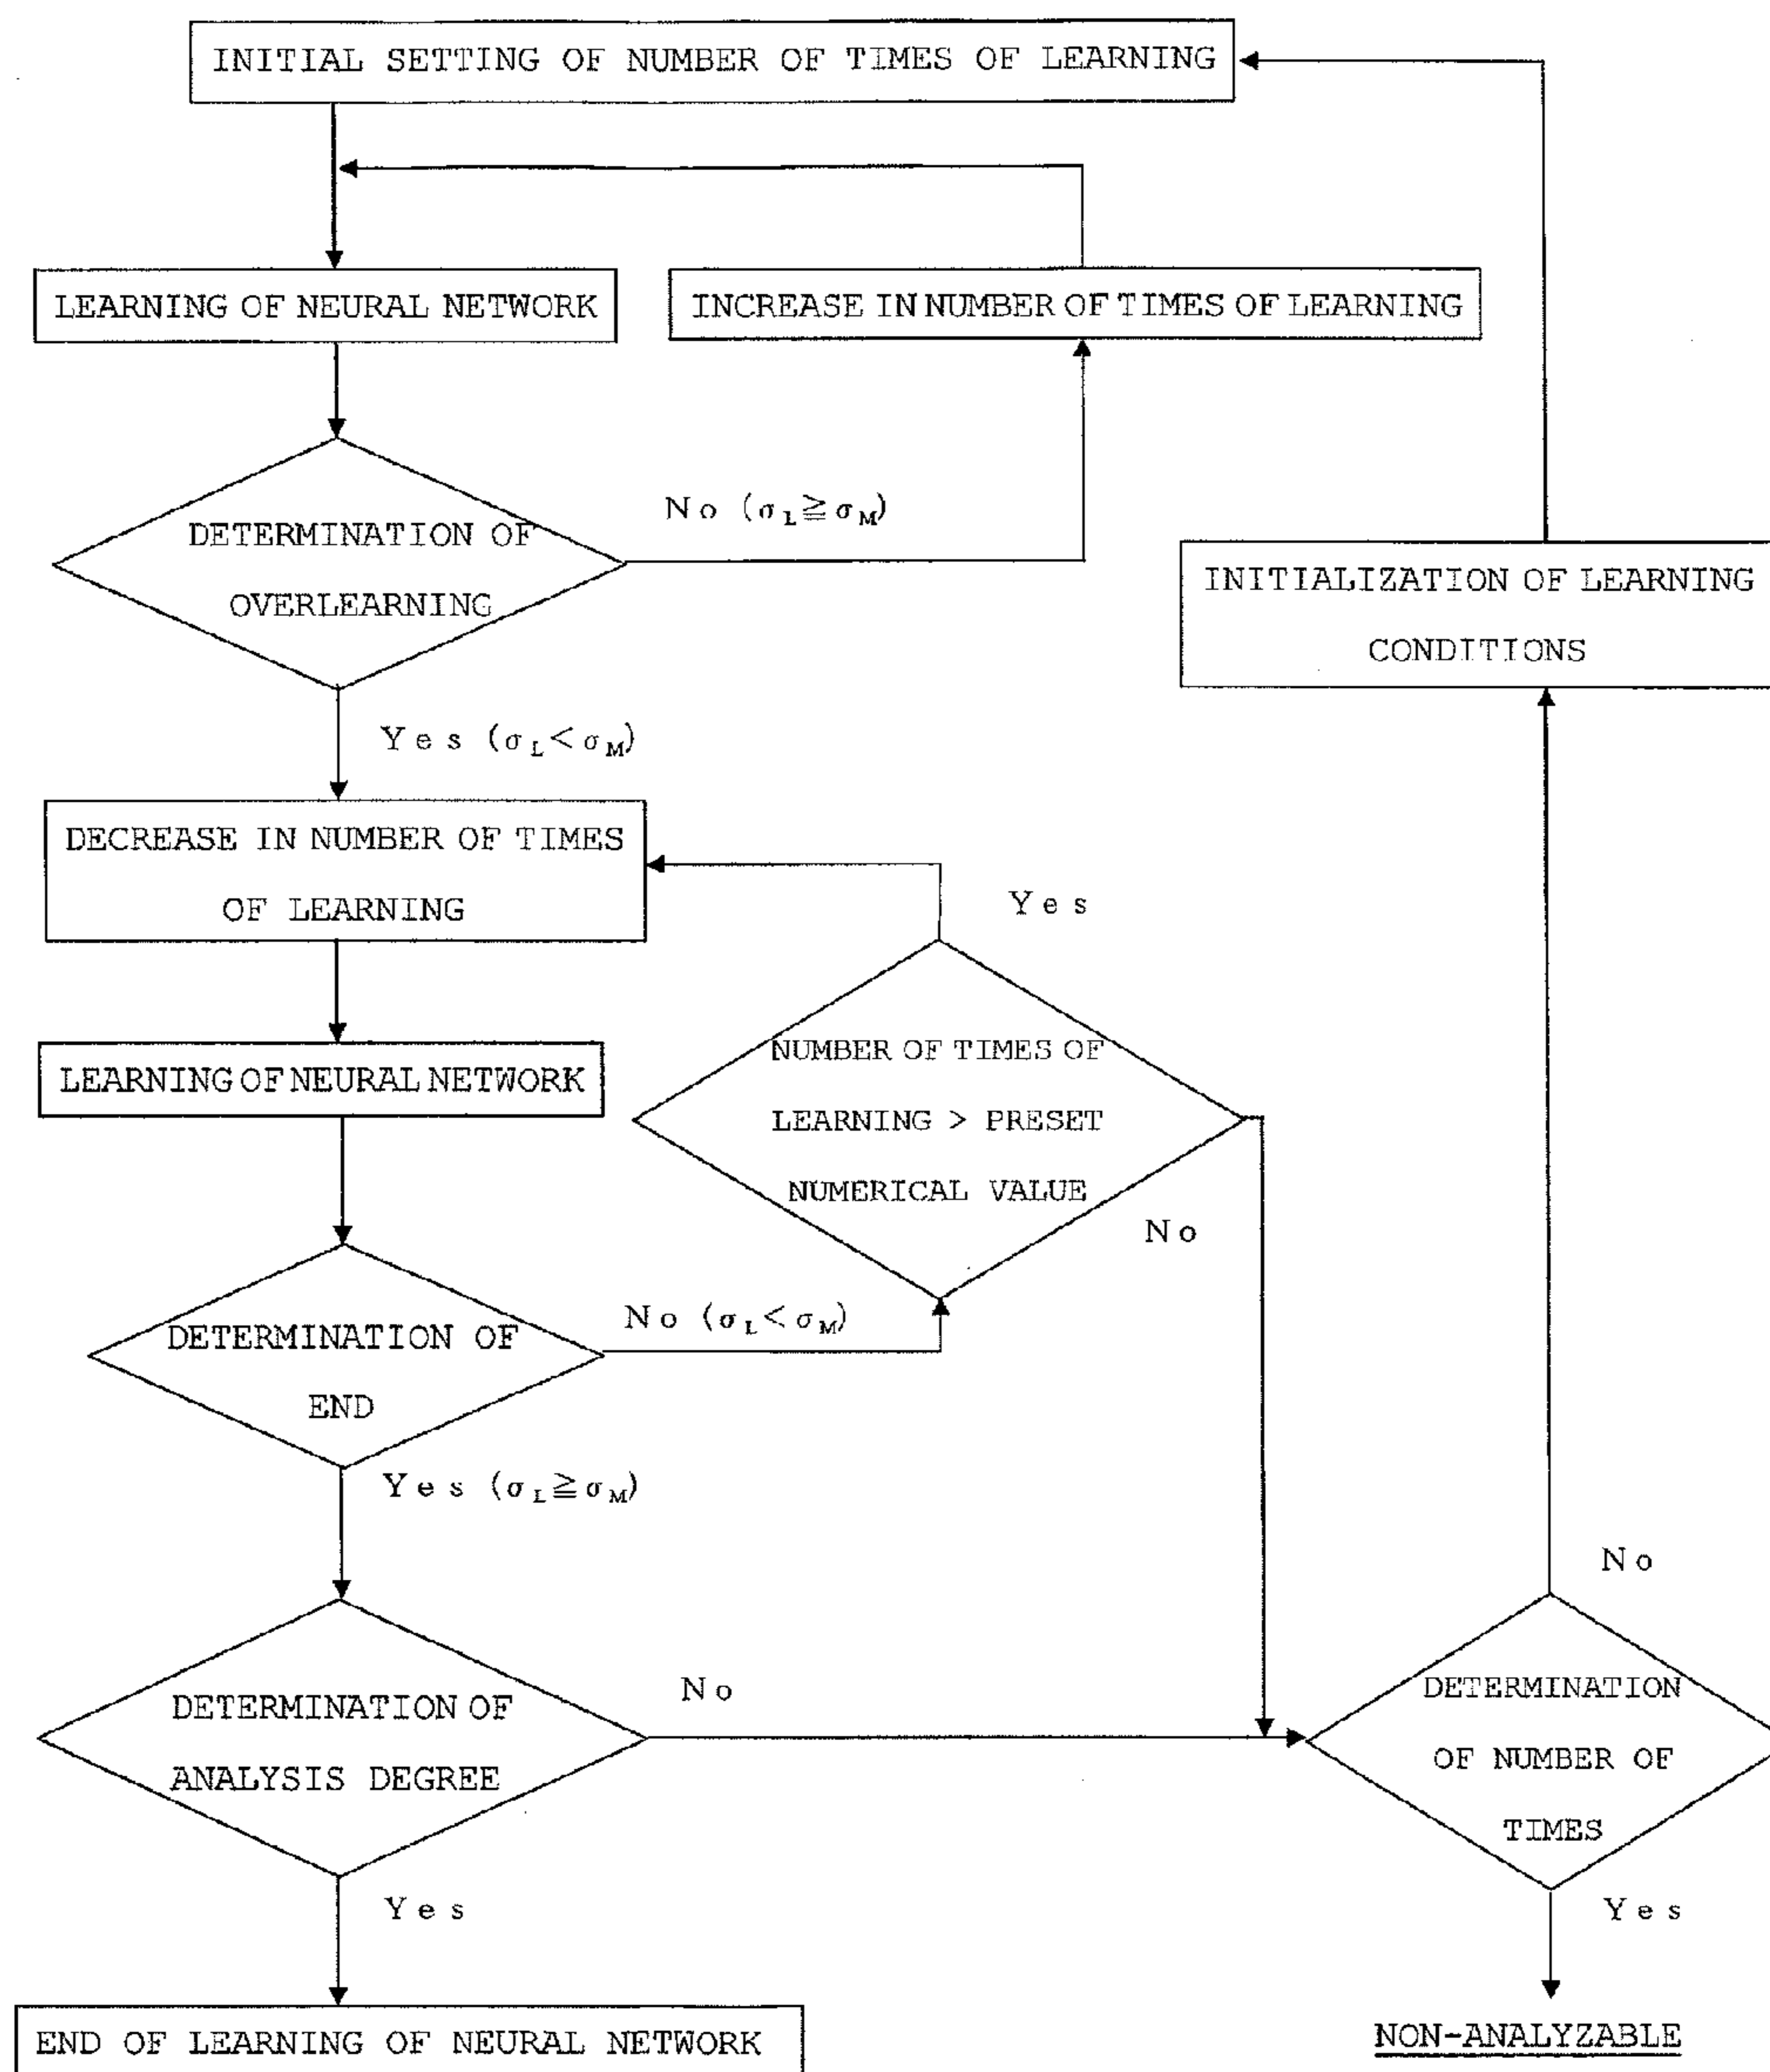 INITIAL SETTING OF NUMBER OF TIMES OF LEARNING
LEARNING OF NEURAL NETWORK
INCREASE IN NUMBER OF TIMES OF LEARNING
No (σL≧σM)
DETERMINATION OF
OVERLEARNING
INITIALIZATION OF LEARNING
CONDITIONS
Yes (σL<σM)
DECREASE IN NUMBER OF TIMES
OF LEARNING
Yes
LEARNING OF NEURAL NETWORK
NUMBER OF TIMES OF
LEARNING > PRESET
NUMERICAL VALUE
No
No (σL<σM)
DETERMINATION OF
END
Yes (σL≧σM)
No
No
DETERMINATION OF
ANALYSIS DEGREE
DETERMINATION
OF NUMBER OF
TIMES
Yes
Yes
END OF LEARNING OF NEURAL NETWORK
NON-ANALYZABLE